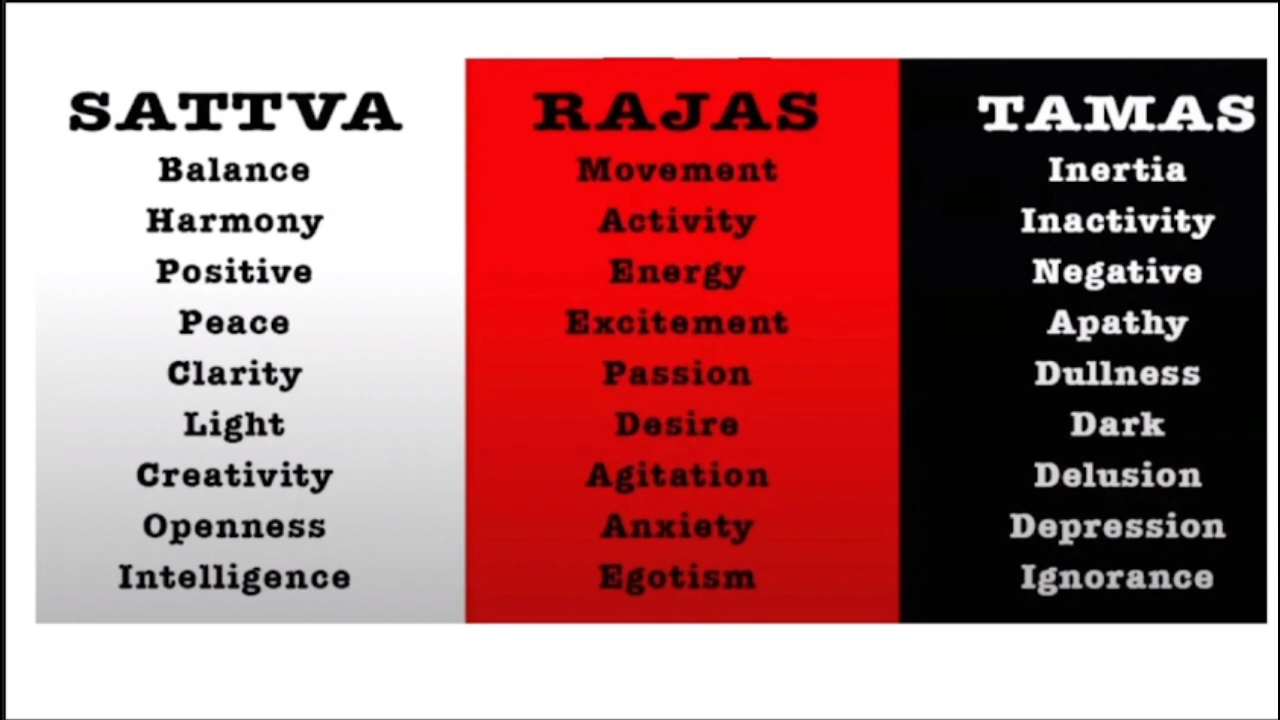 SATTVA
Balance
Harmony
Positive
Peace
Clarity
Light
Creativity
Openness
Intelligence
RAJAS
Movement
Activity
Energy
Excitement
Passion
Desire
Agitation
Anxiety
Egotism
TAMAS
Inertia
Inactivity
Negative
Apathy
Dullness
Dark
Delusion
Depression
Ignorance